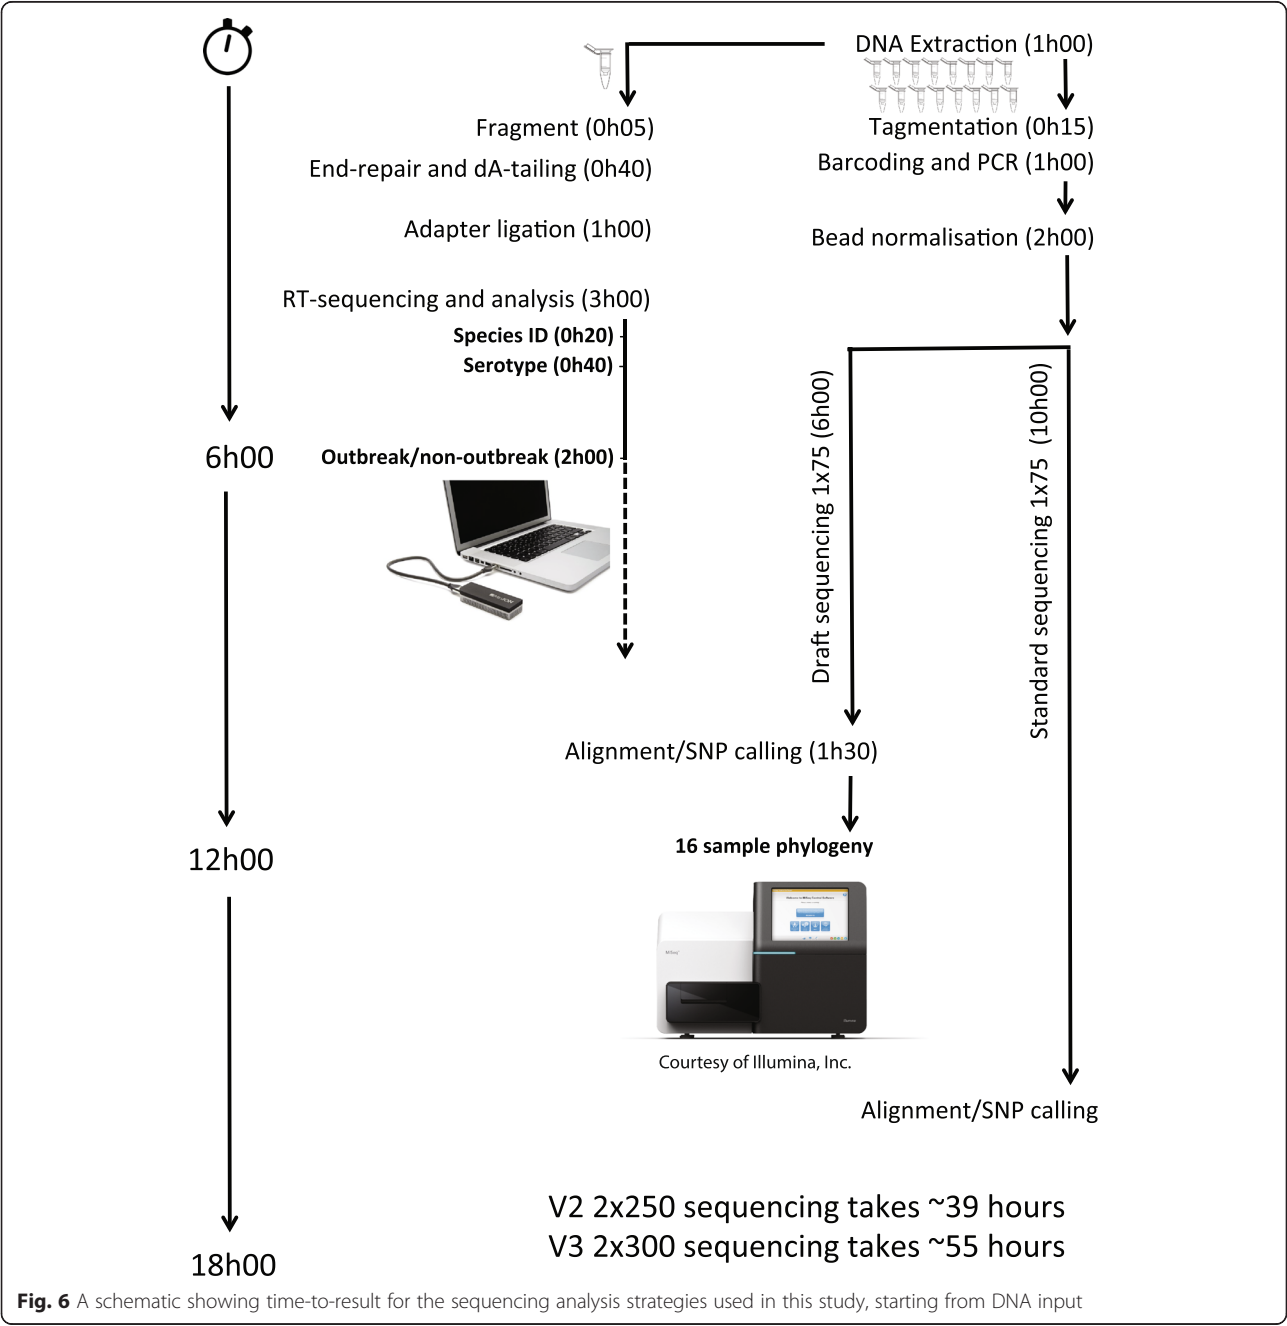 DNA Extraction (1h00)
Fragment (0h05)
Tagmentation (0h15)
End-repair and dA-tailing (0h40)
Barcoding and PCR (1h00)
Adapter ligation (1h00)
Bead normalisation (2h00)
RT-sequencing and analysis (3h00)
Species ID (0h20)
Serotype (0h40)
Outbreak/non-outbreak (2h00)
6h00
Draft sequencing 1x75 (6h00)
Standard sequencing 1x75 (10h00)
Alignment/SNP calling (1h30)
16 sample phylogeny
12h00
MiSeq
Courtesy of Illumina, Inc.
Alignment/SNP calling
V2 2x250 sequencing takes ~39 hours
V3 2x300 sequencing takes ~55 hours
18h00
Fig. 6 A schematic showing time-to-result for the sequencing analysis strategies used in this study, starting from DNA input